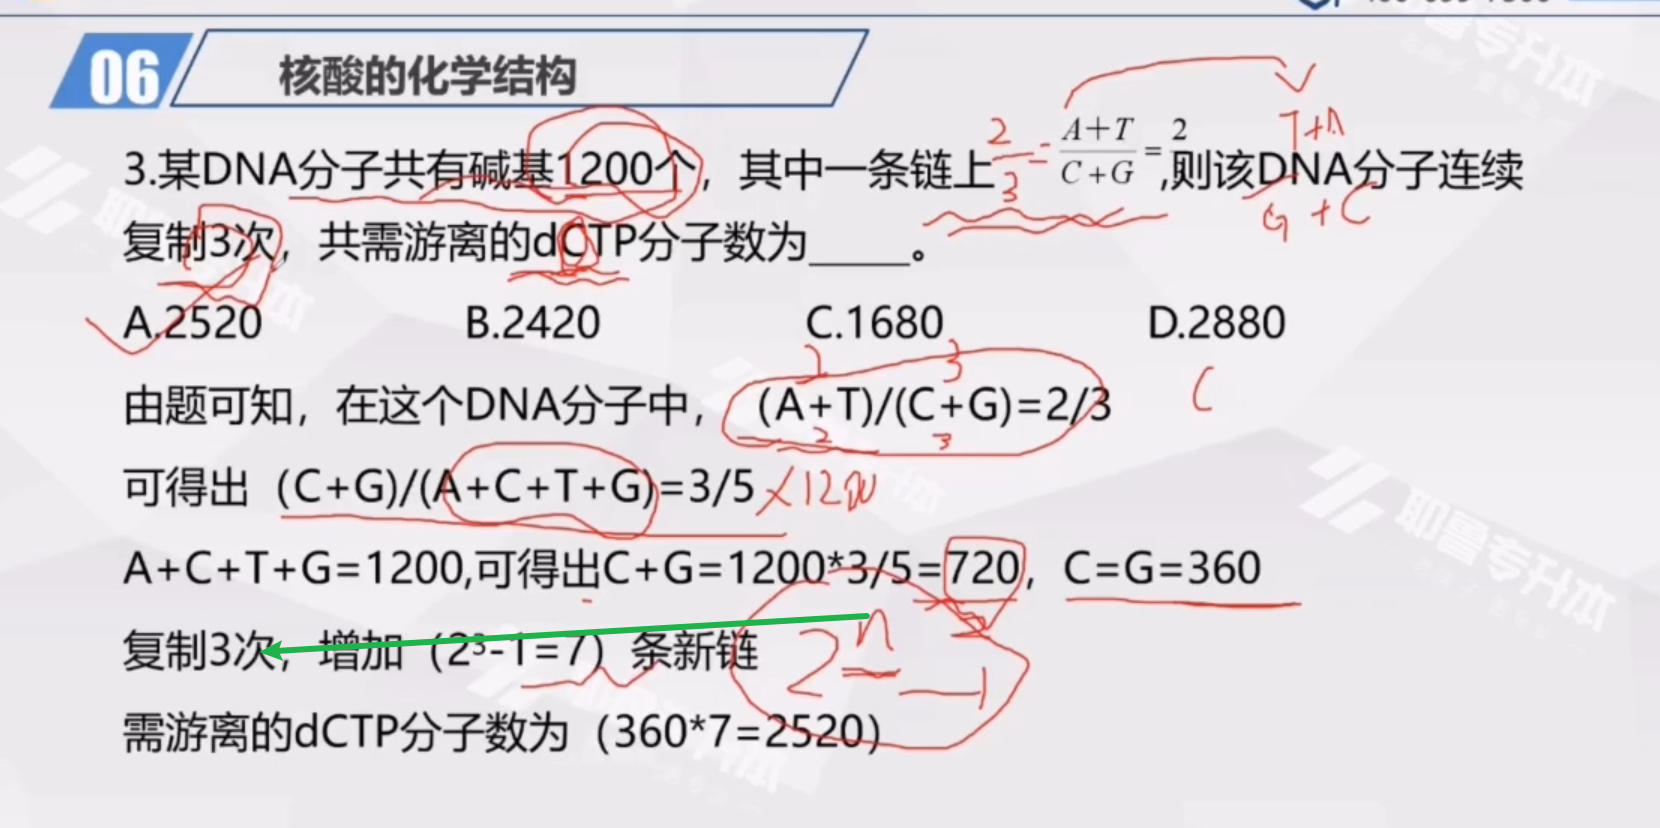 06 核酸的化学结构
3.某DNA分子共有碱基1200个，其中一条链上 2/3 = A+T/C+G = 2 ,则该DNA分子连续
T+A
G+C
复制3次，共需游离的dCTP分子数为_____。
A.2520 B.2420 C.1680 D.2880
2 3
由题可知，在这个DNA分子中，(A+T)/(C+G)=2/3 C
2 3
可得出（C+G)/(A+C+T+G)=3/5 ×1200
A+C+T+G=1200,可得出C+G=1200*3/5=720，C=G=360
复制3次，增加（2³-1=7）条新链 2ⁿ-1
需游离的dCTP分子数为（360*7=2520）
耶鲁专升本